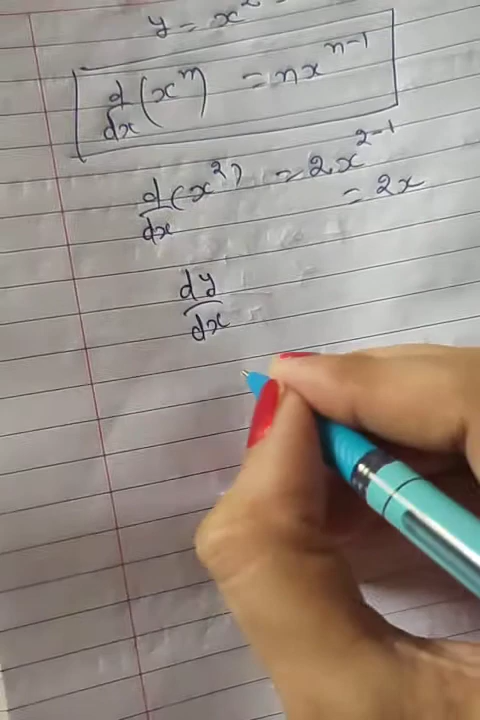 y = x²
d/dx (xⁿ) = nxⁿ⁻¹
d/dx (x²) = 2x²⁻¹
= 2x
dy/dx